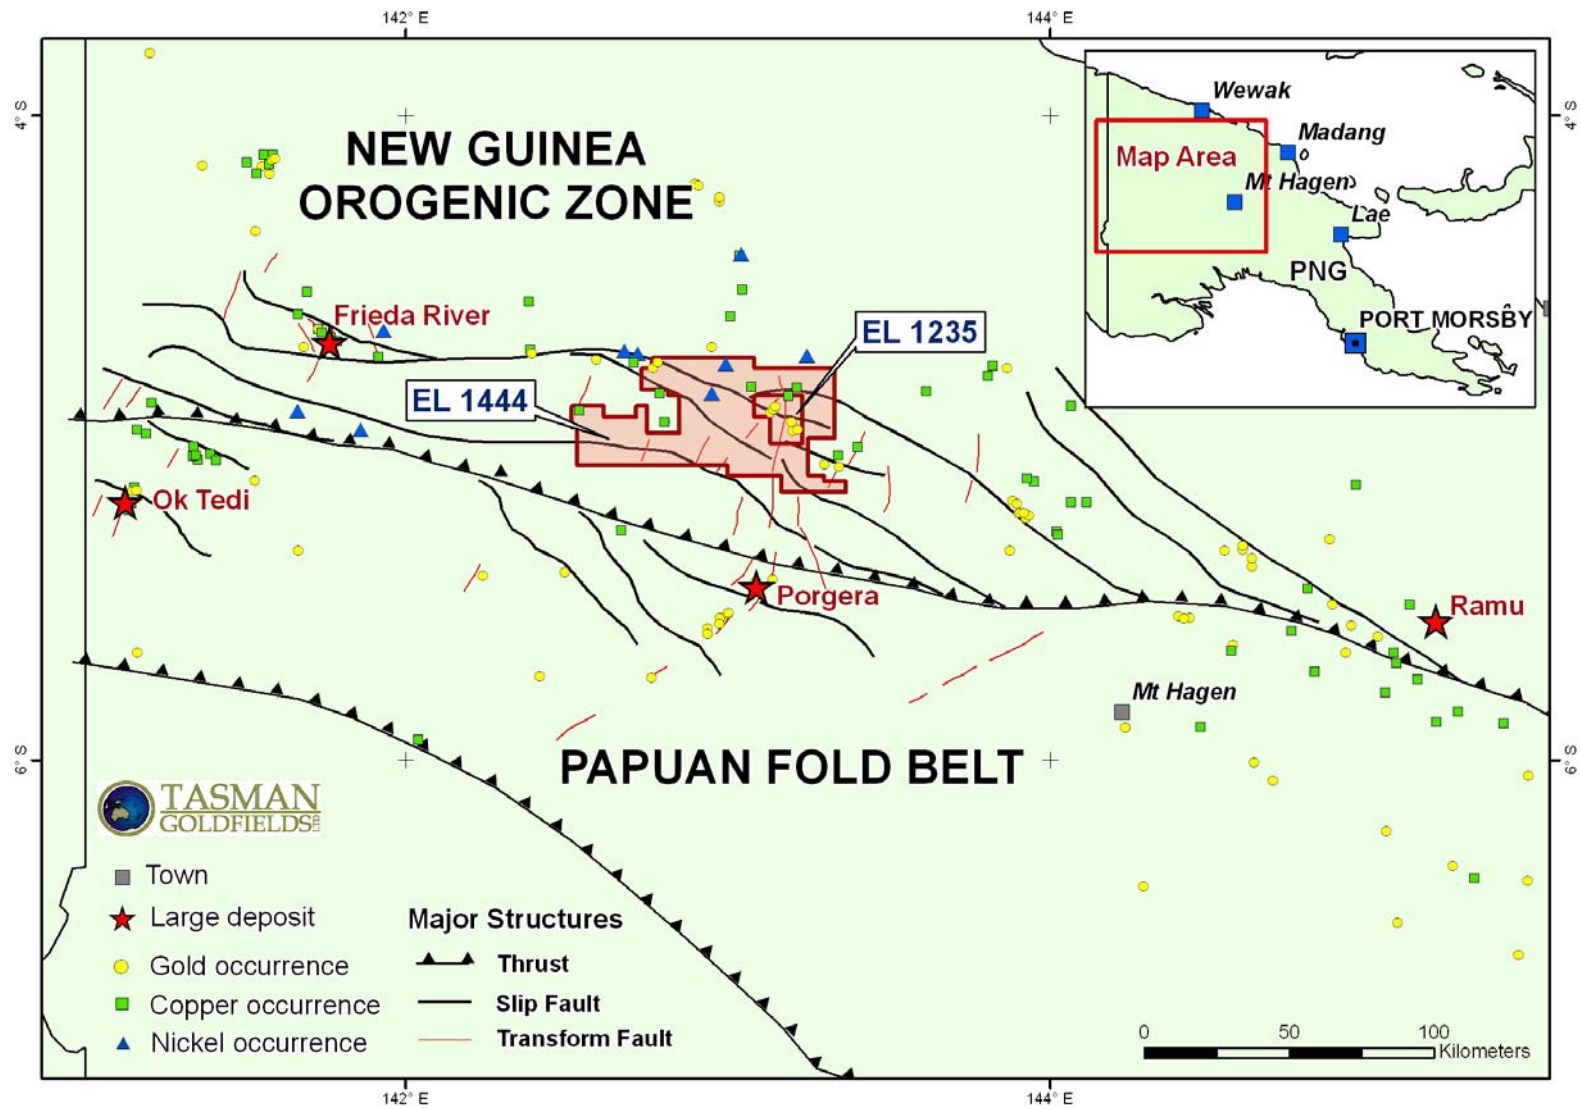 142° E
144° E
4° S
4° S
NEW GUINEA
OROGENIC ZONE
Wewak
Madang
Map Area
Mt Hagen
Lae
PNG
PORT MORSBY
Frieda River
EL 1235
EL 1444
Ok Tedi
Porgera
Ramu
Mt Hagen
6° S
6° S
PAPUAN FOLD BELT
TASMAN
GOLDFIELDS LTD
Town
Large deposit
Gold occurrence
Copper occurrence
Nickel occurrence
Major Structures
Thrust
Slip Fault
Transform Fault
0 50 100
Kilometers
142° E
144° E